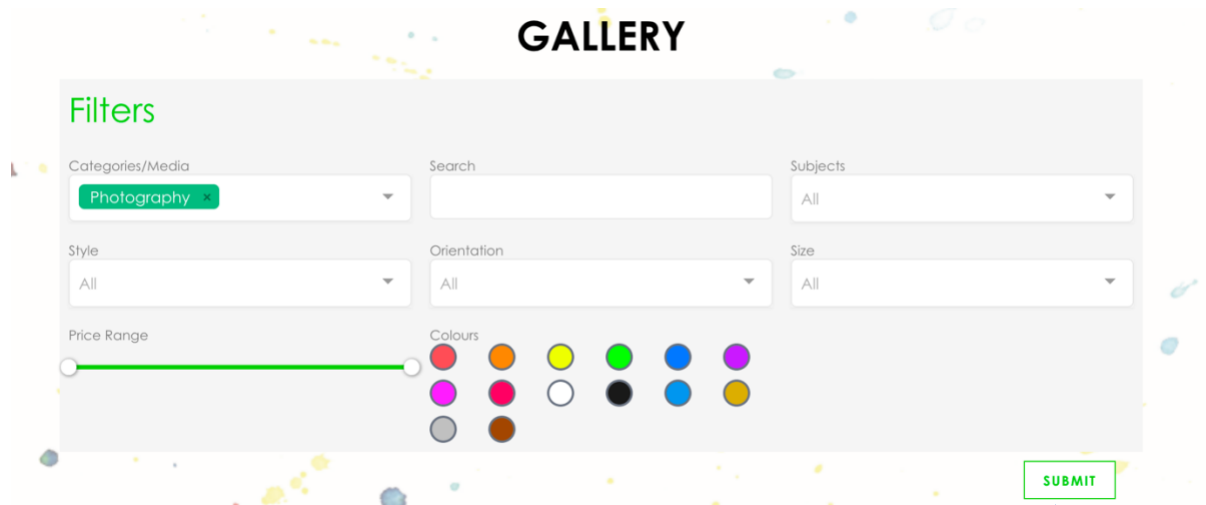 GALLERY
Filters
Categories/Media
Search
Subjects
Photography ×
All
Style
Orientation
Size
All
All
All
Price Range
Colours
SUBMIT